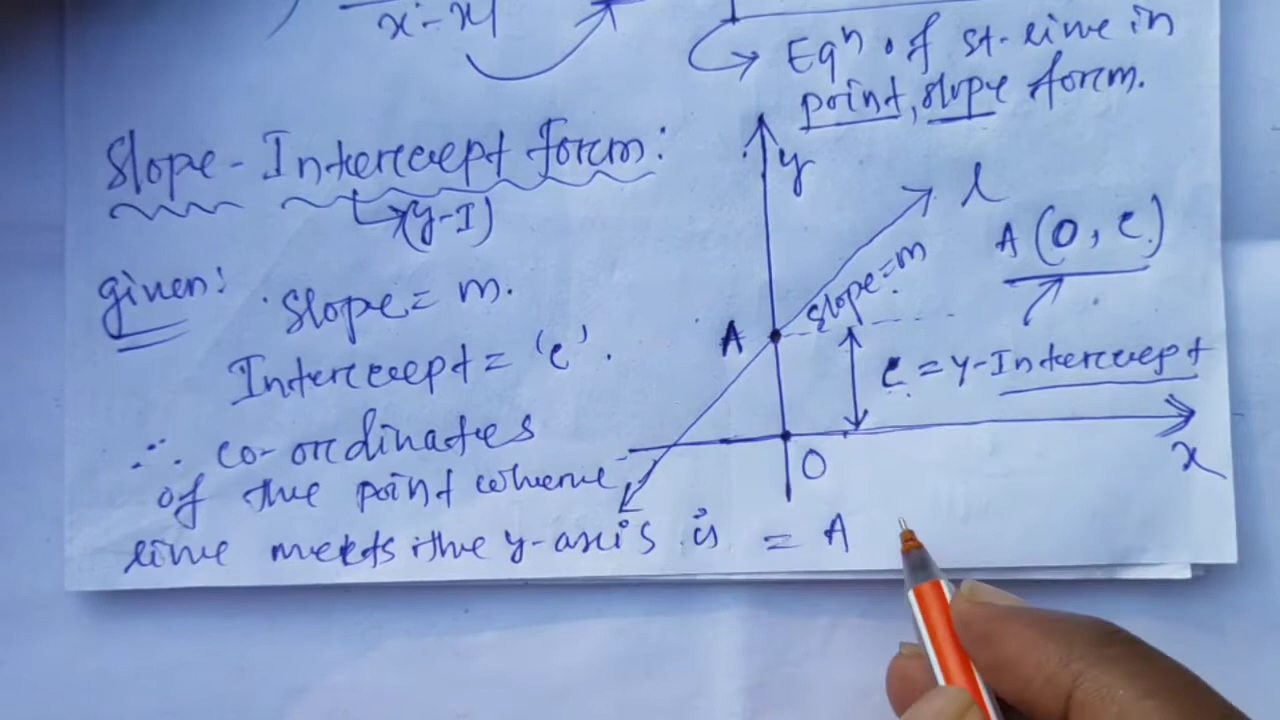 x - x1
Eqn of st. line in
point, slope form.
Slope - Intercept form:
(y-I)
given: Slope = m.
Intercept = 'c'.
∴ co-ordinates
of the point where
line meets the y-axis is = A
y
l
A (0, c)
slope = m
A
c = y-Intercept
O
x